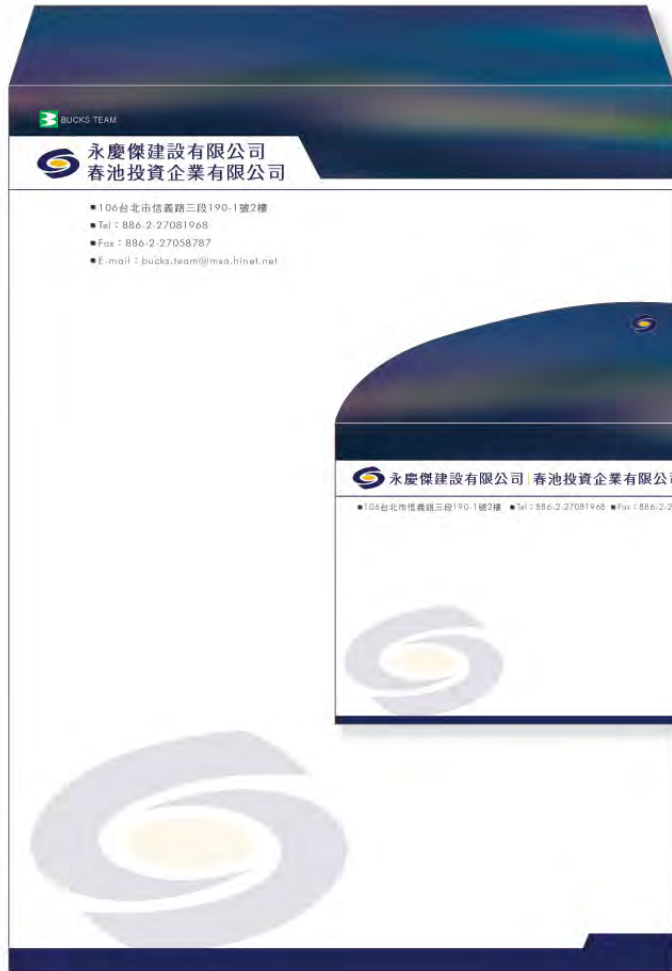 BUCKS TEAM
永慶傑建設有限公司
春池投資企業有限公司
■106台北市信義路三段190-1號2樓
■Tel：886-2-27081968
■Fax：886-2-27058787
■E-mail：bucks.team@msa.hinet.net
永慶傑建設有限公司|春池投資企業有限公司
■106台北市信義路三段190-1號2樓 ■Tel：886-2-27081968 ■Fax：886-2-2